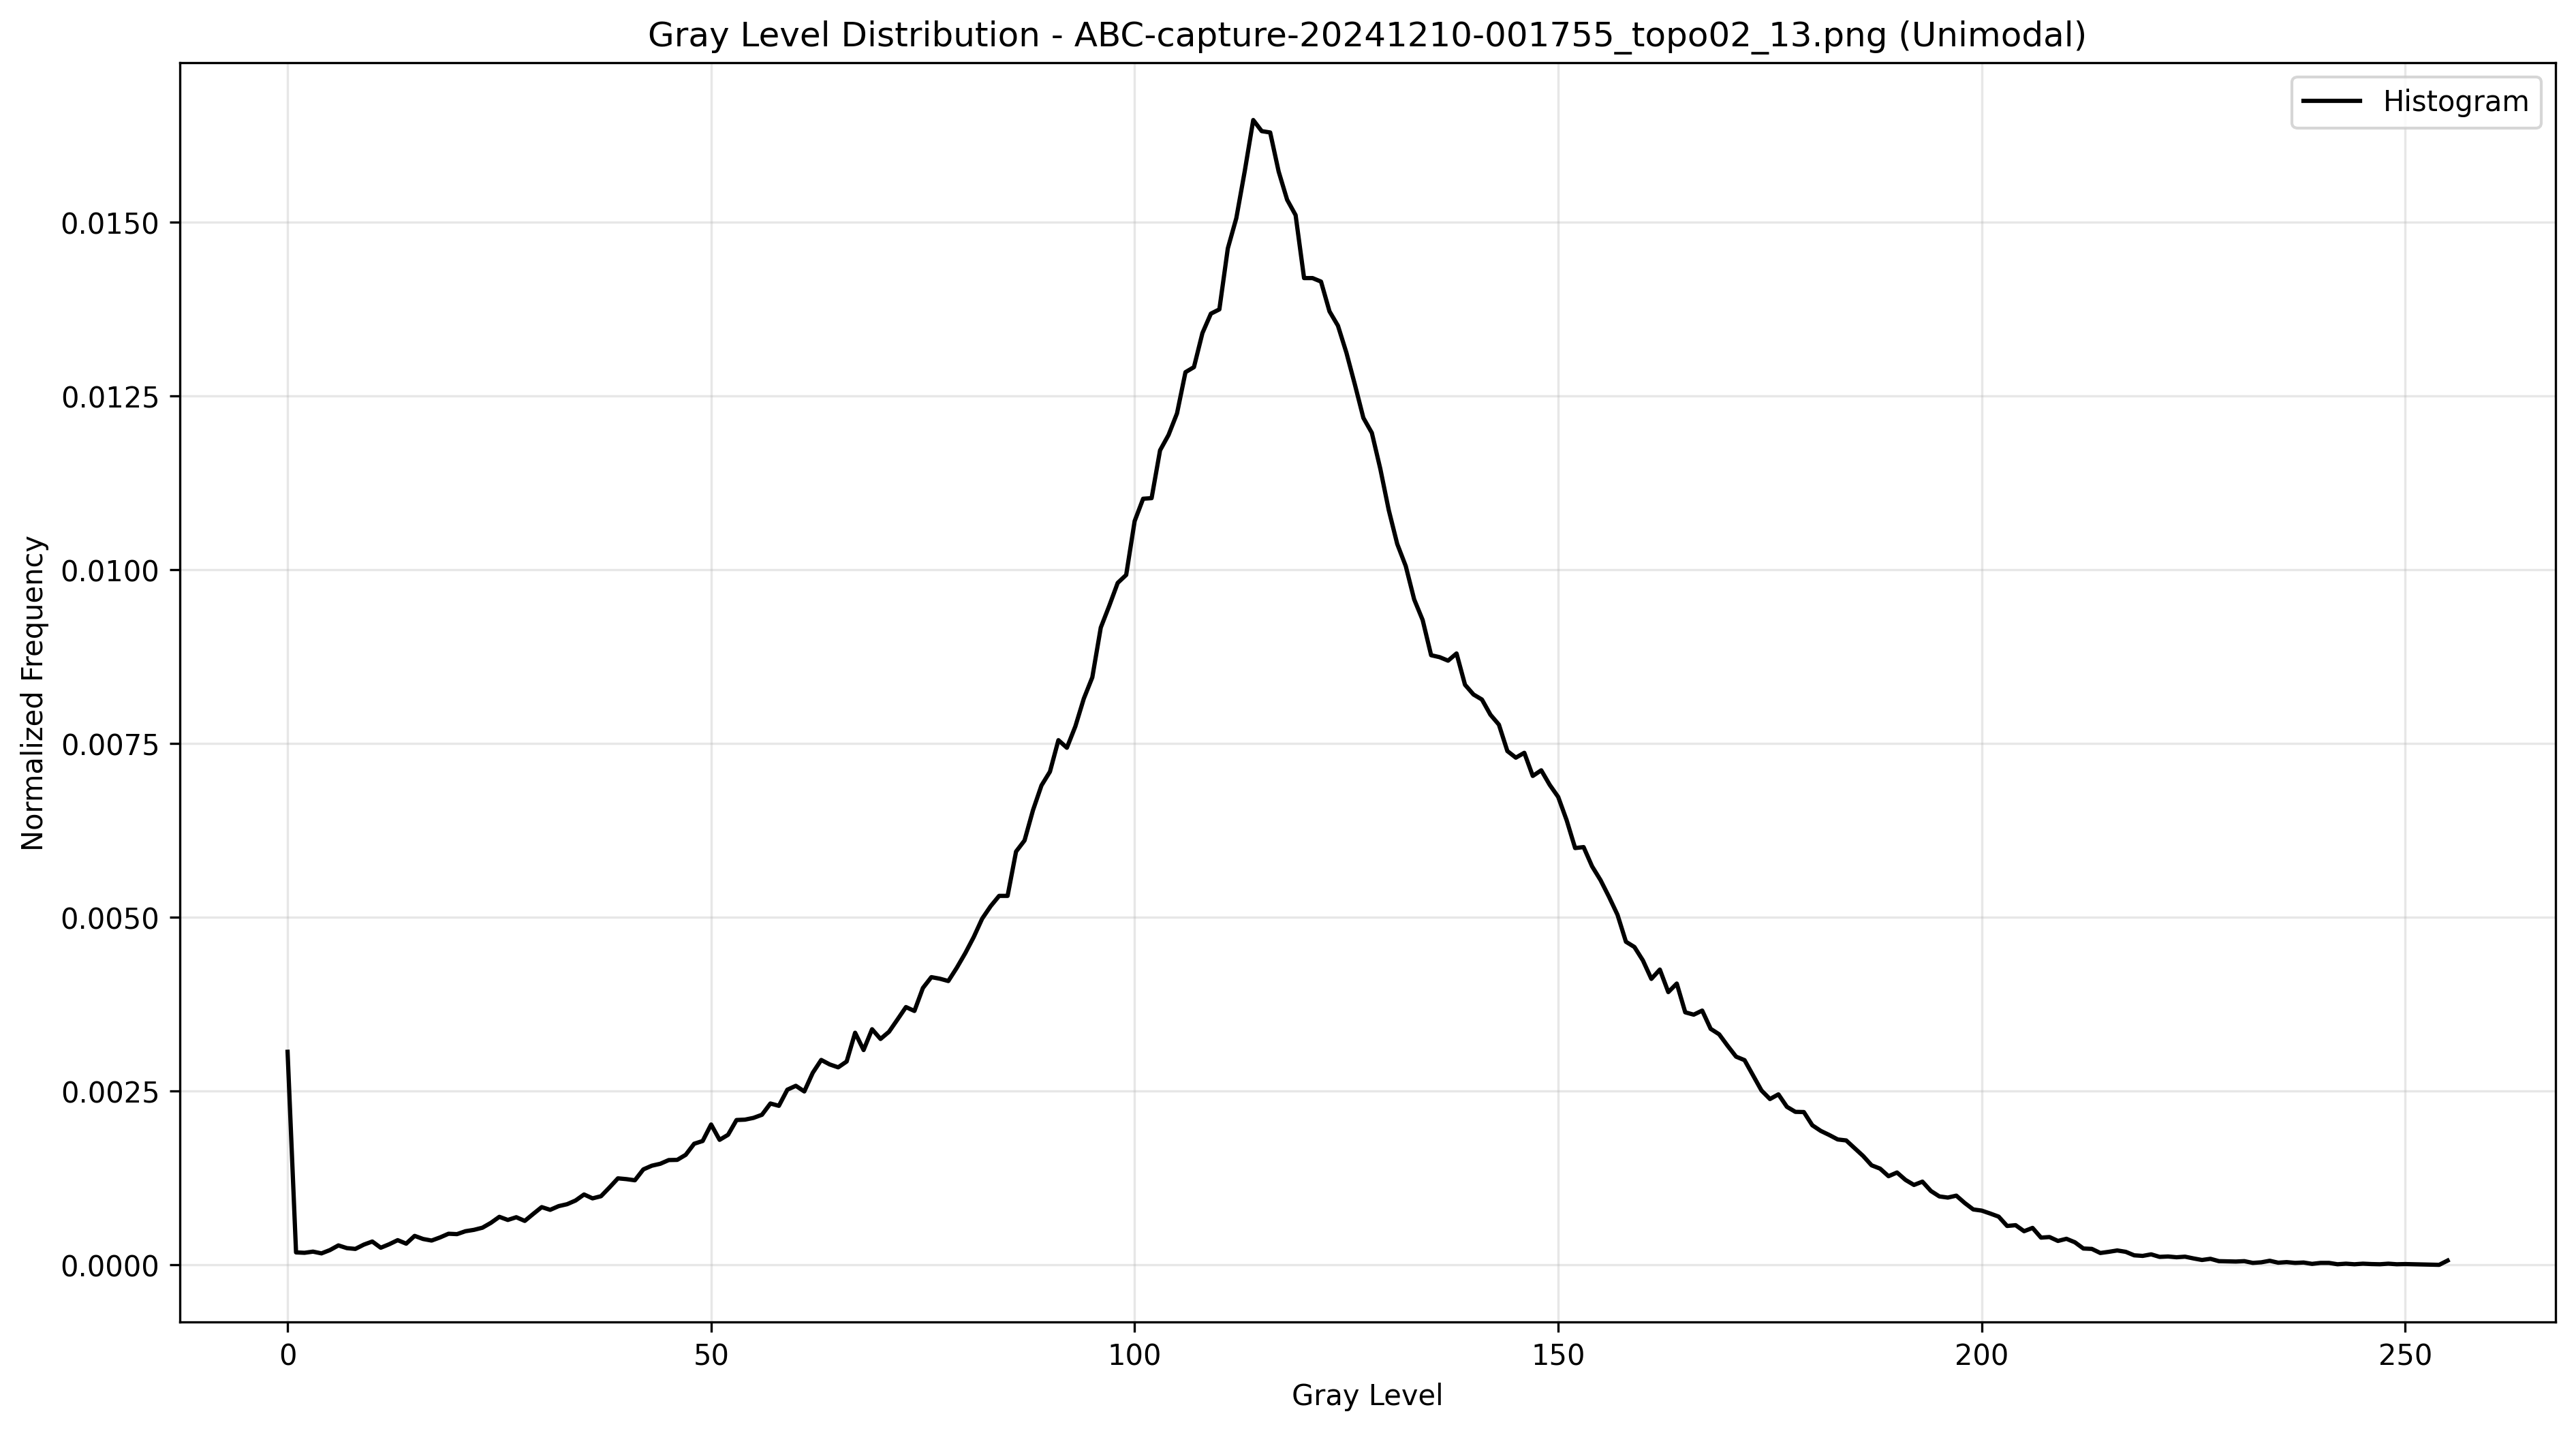 Gray Level Distribution - ABC-capture-20241210-001755_topo02_13.png (Unimodal)
Histogram
Normalized Frequency
0.0150
0.0125
0.0100
0.0075
0.0050
0.0025
0.0000
0 50 100 150 200 250
Gray Level